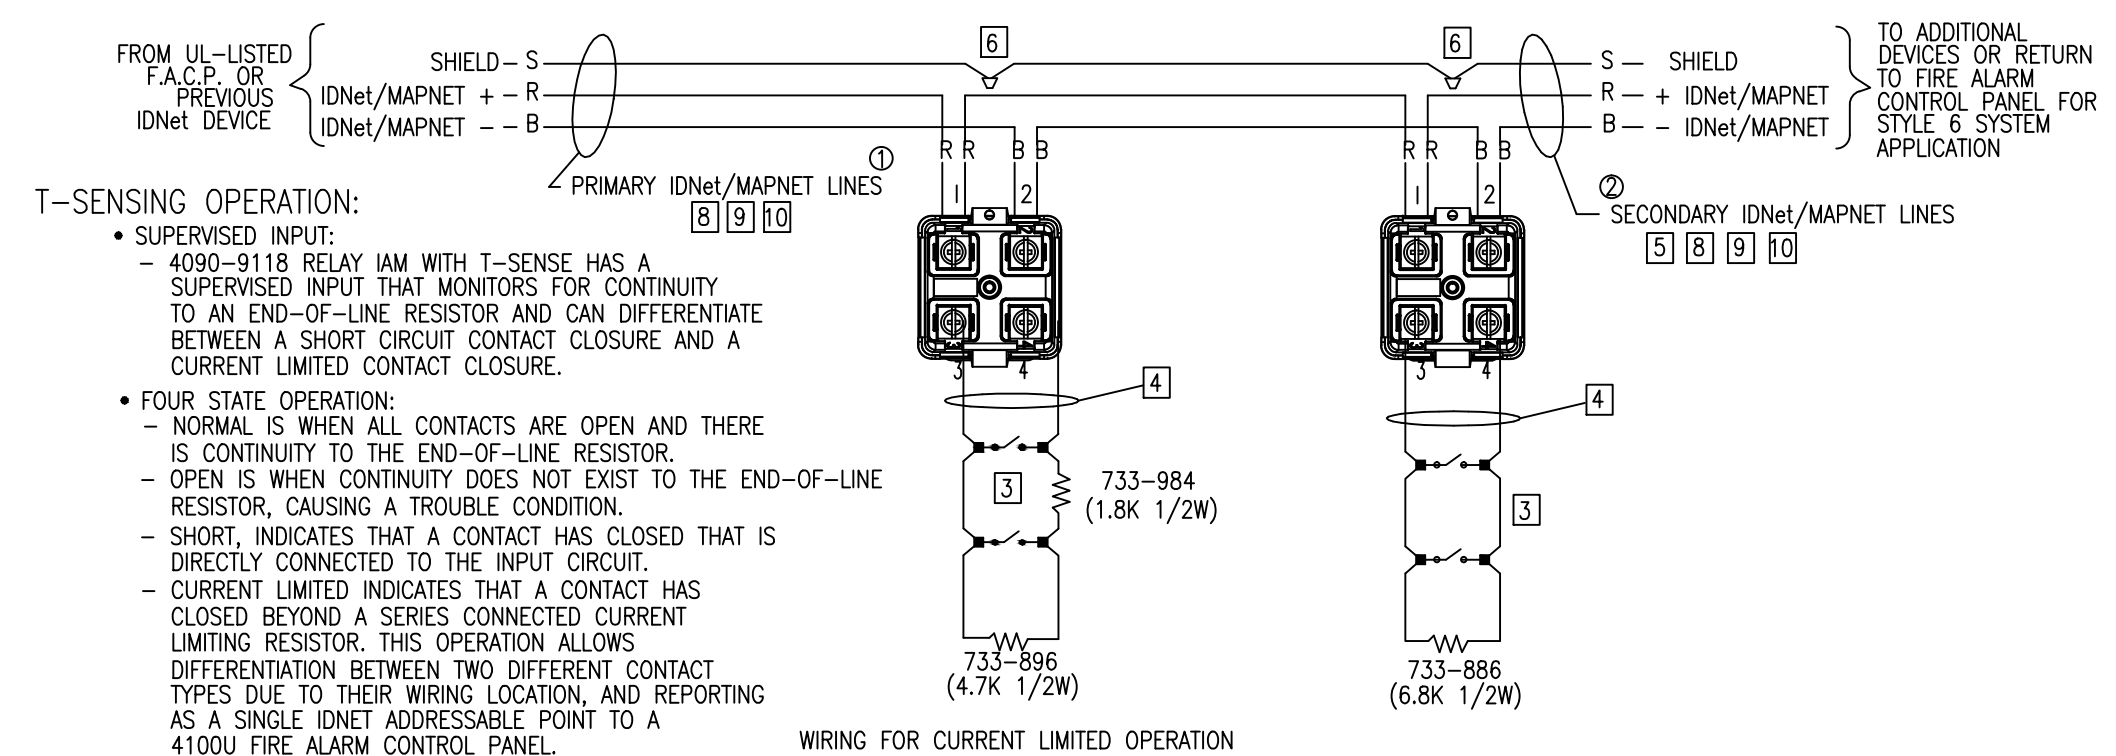 FROM UL-LISTED
F.A.C.P. OR
PREVIOUS
IDNet DEVICE
SHIELD – S
IDNet/MAPNET + – R
IDNet/MAPNET – – B
6
6
S – SHIELD
R – + IDNet/MAPNET
B – – IDNet/MAPNET
TO ADDITIONAL
DEVICES OR RETURN
TO FIRE ALARM
CONTROL PANEL FOR
STYLE 6 SYSTEM
APPLICATION
R R B B
R R B B
1
PRIMARY IDNet/MAPNET LINES
8 9 10
2
SECONDARY IDNet/MAPNET LINES
5 8 9 10
1 2
1 2
1 2
1 2
3 4
3 4
3 4
3 4
4
4
3
733-984
(1.8K 1/2W)
3
733-896
(4.7K 1/2W)
733-886
(6.8K 1/2W)
WIRING FOR CURRENT LIMITED OPERATION
T-SENSING OPERATION:
• SUPERVISED INPUT:
– 4090-9118 RELAY IAM WITH T-SENSE HAS A
SUPERVISED INPUT THAT MONITORS FOR CONTINUITY
TO AN END-OF-LINE RESISTOR AND CAN DIFFERENTIATE
BETWEEN A SHORT CIRCUIT CONTACT CLOSURE AND A
CURRENT LIMITED CONTACT CLOSURE.
• FOUR STATE OPERATION:
– NORMAL IS WHEN ALL CONTACTS ARE OPEN AND THERE
IS CONTINUITY TO THE END-OF-LINE RESISTOR.
– OPEN IS WHEN CONTINUITY DOES NOT EXIST TO THE END-OF-LINE
RESISTOR, CAUSING A TROUBLE CONDITION.
– SHORT, INDICATES THAT A CONTACT HAS CLOSED THAT IS
DIRECTLY CONNECTED TO THE INPUT CIRCUIT.
– CURRENT LIMITED INDICATES THAT A CONTACT HAS
CLOSED BEYOND A SERIES CONNECTED CURRENT
LIMITING RESISTOR. THIS OPERATION ALLOWS
DIFFERENTIATION BETWEEN TWO DIFFERENT CONTACT
TYPES DUE TO THEIR WIRING LOCATION, AND REPORTING
AS A SINGLE IDNET ADDRESSABLE POINT TO A
4100U FIRE ALARM CONTROL PANEL.